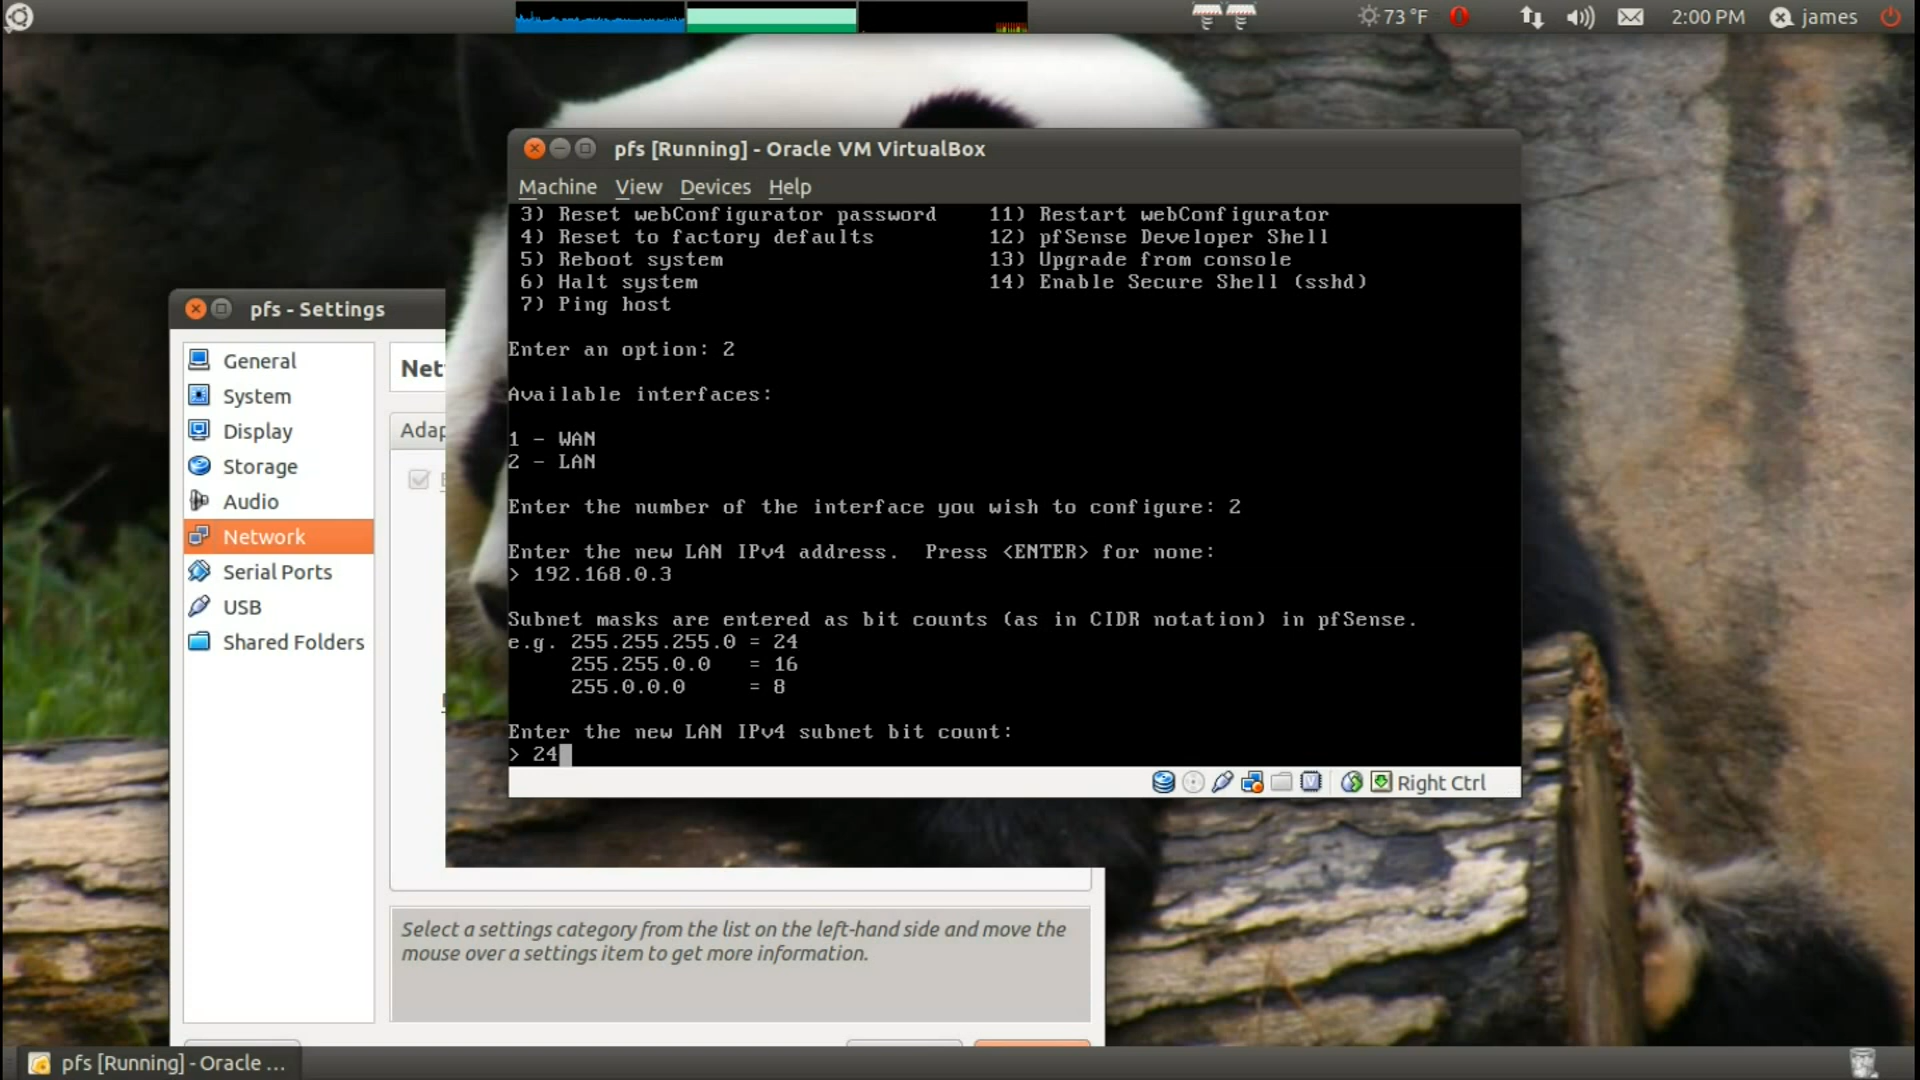 73 °F
2:00 PM
james
pfs [Running] - Oracle VM VirtualBox
Machine View Devices Help
3) Reset webConfigurator password 11) Restart webConfigurator
4) Reset to factory defaults 12) pfSense Developer Shell
5) Reboot system 13) Upgrade from console
6) Halt system 14) Enable Secure Shell (sshd)
7) Ping host
Enter an option: 2
Available interfaces:
1 - WAN
2 - LAN
Enter the number of the interface you wish to configure: 2
Enter the new LAN IPv4 address. Press <ENTER> for none:
> 192.168.0.3
Subnet masks are entered as bit counts (as in CIDR notation) in pfSense.
e.g. 255.255.255.0 = 24
255.255.0.0 = 16
255.0.0.0 = 8
Enter the new LAN IPv4 subnet bit count:
> 24
Right Ctrl
pfs - Settings
General
System
Display
Storage
Audio
Network
Serial Ports
USB
Shared Folders
Net
Adap
Select a settings category from the list on the left-hand side and move the
mouse over a settings item to get more information.
pfs [Running] - Oracle ...